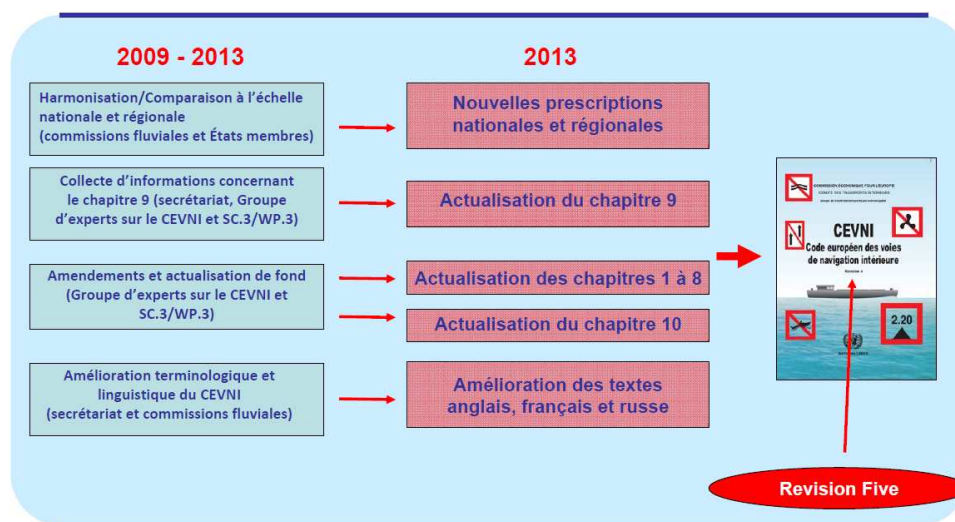 2009 - 2013
2013
Harmonisation/Comparaison à l'échelle
nationale et régionale
(commissions fluviales et États membres)
Nouvelles prescriptions
nationales et régionales
Collecte d'informations concernant
le chapitre 9 (secrétariat, Groupe
d'experts sur le CEVNI et SC.3/WP.3)
Actualisation du chapitre 9
Amendements et actualisation de fond
(Groupe d'experts sur le CEVNI et
SC.3/WP.3)
Actualisation des chapitres 1 à 8
Actualisation du chapitre 10
Amélioration terminologique et
linguistique du CEVNI
(secrétariat et commissions fluviales)
Amélioration des textes
anglais, français et russe
COMMISSION ÉCONOMIQUE POUR L'EUROPE
CEVNI
Code européen des voies
de navigation intérieure
2.20
Revision Five